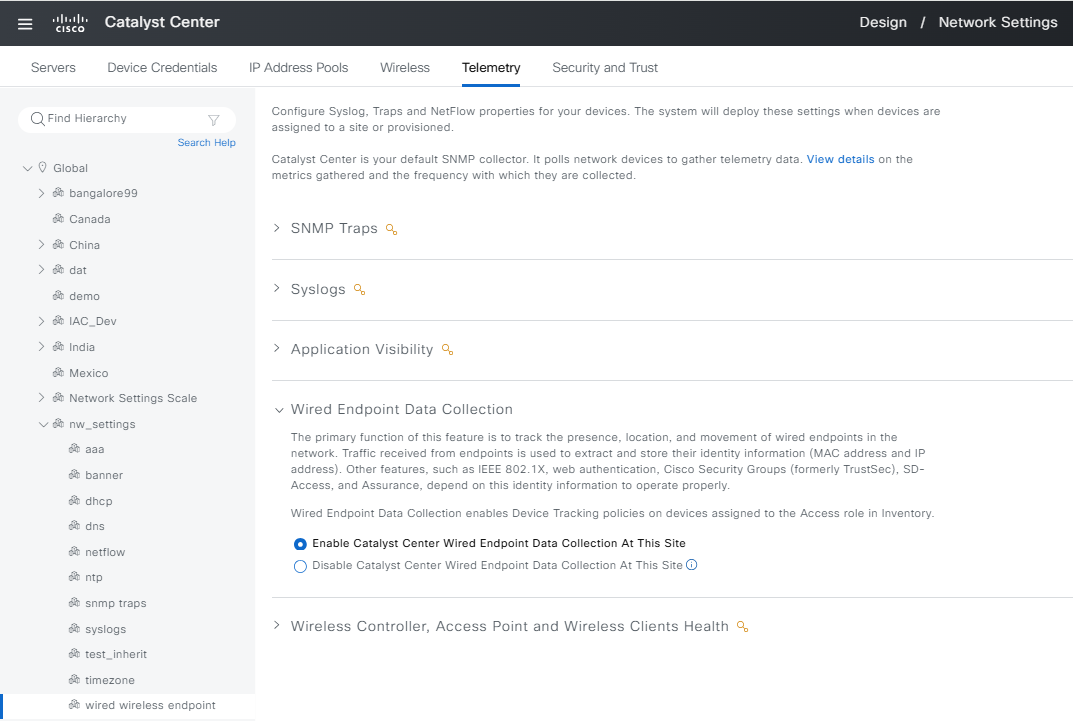 CISCO
Catalyst Center
Design / Network Settings
Servers
Device Credentials
IP Address Pools
Wireless
Telemetry
Security and Trust
Find Hierarchy
Search Help
Global
bangalore99
Canada
China
dat
demo
IAC_Dev
India
Mexico
Network Settings Scale
nw_settings
aaa
banner
dhcp
dns
netflow
ntp
snmp traps
syslogs
test_inherit
timezone
wired wireless endpoint
Configure Syslog, Traps and NetFlow properties for your devices. The system will deploy these settings when devices are
assigned to a site or provisioned.
Catalyst Center is your default SNMP collector. It polls network devices to gather telemetry data. View details on the
metrics gathered and the frequency with which they are collected.
SNMP Traps
Syslogs
Application Visibility
Wired Endpoint Data Collection
The primary function of this feature is to track the presence, location, and movement of wired endpoints in the
network. Traffic received from endpoints is used to extract and store their identity information (MAC address and IP
address). Other features, such as IEEE 802.1X, web authentication, Cisco Security Groups (formerly TrustSec), SD-
Access, and Assurance, depend on this identity information to operate properly.
Wired Endpoint Data Collection enables Device Tracking policies on devices assigned to the Access role in Inventory.
Enable Catalyst Center Wired Endpoint Data Collection At This Site
Disable Catalyst Center Wired Endpoint Data Collection At This Site
Wireless Controller, Access Point and Wireless Clients Health